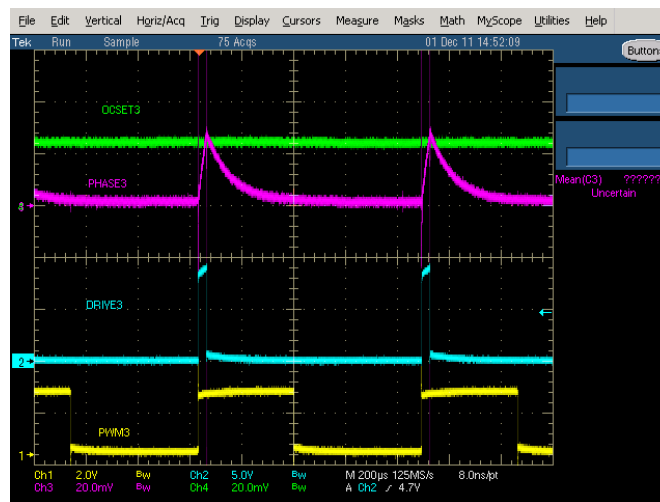 File Edit Vertical Horiz/Acq Trig Display Cursors Measure Masks Math MyScope Utilities Help
Tek Run Sample 75 Acqs 01 Dec 11 14:52:09
Button
OCSET3
PHASE3
Mean(C3) ??????
Uncertain
DRIVE3
2
PWM3
1
Ch1 2.0V Bw Ch2 5.0V Bw M 200µs 125MS/s 8.0ns/pt
Ch3 20.0mV Bw Ch4 20.0mV Bw A Ch2 ∕ 4.7V